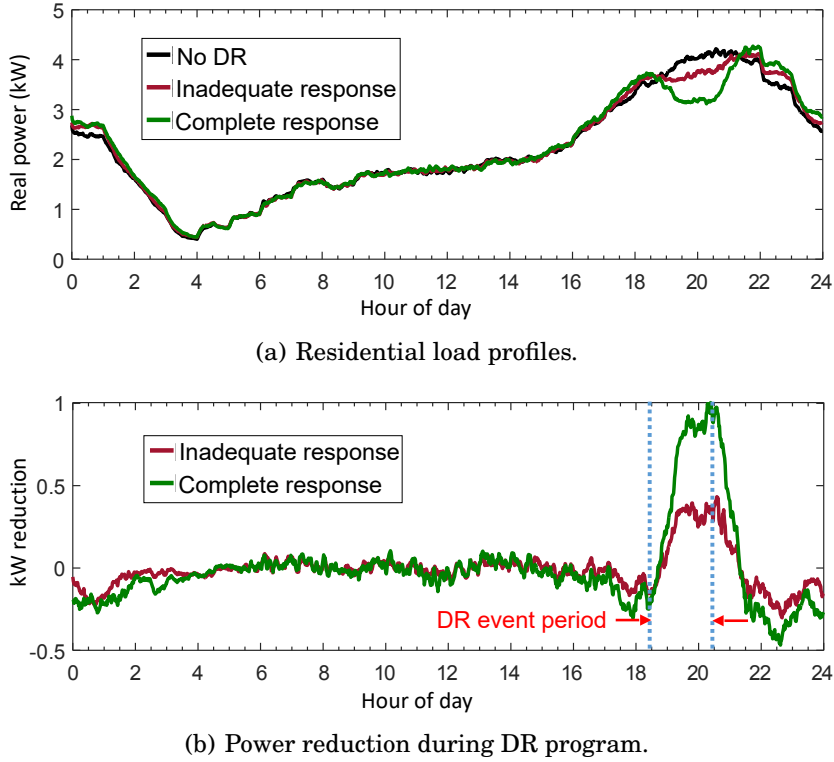 5
4
3
2
1
0
Real power (kW)
No DR
Inadequate response
Complete response
0 2 4 6 8 10 12 14 16 18 20 22 24
Hour of day
(a) Residential load profiles.
1
0.5
0
-0.5
kW reduction
Inadequate response
Complete response
DR event period
0 2 4 6 8 10 12 14 16 18 20 22 24
Hour of day
(b) Power reduction during DR program.